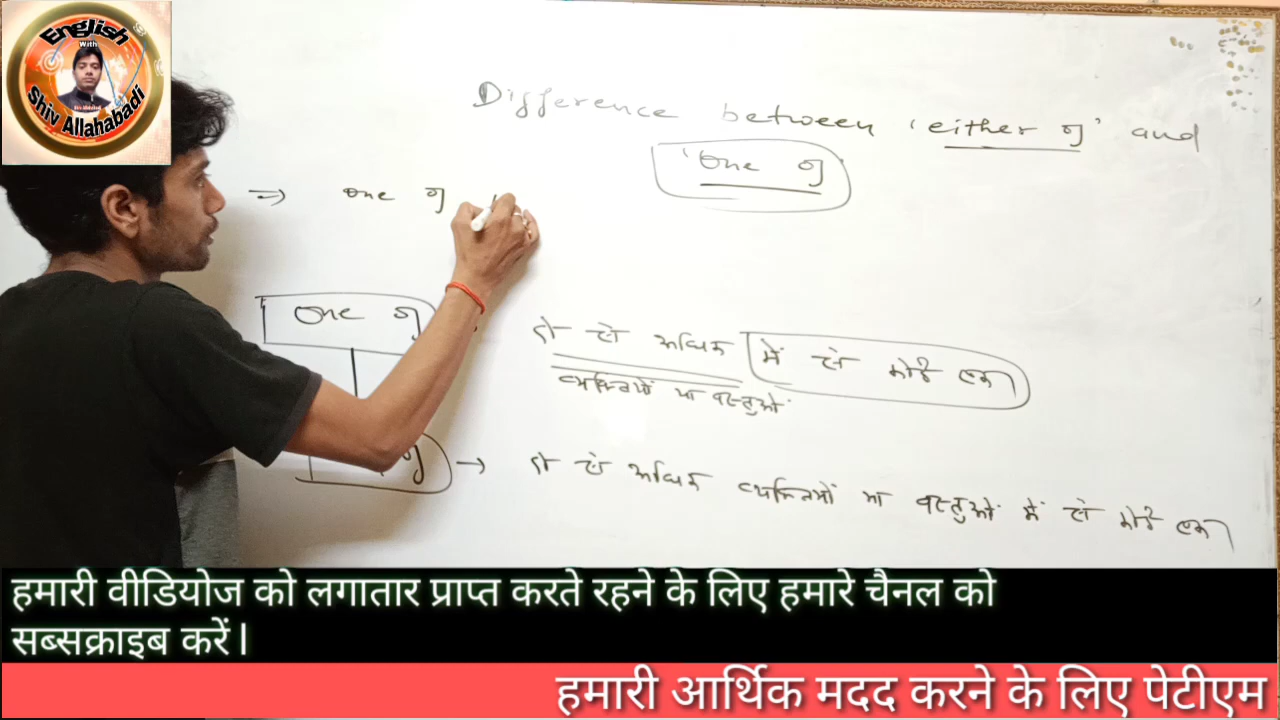 English
With
Shiv Allahabadi
Difference between 'either of' and
'One of
⇒ one of
One of
दो से अधिक में से कोई एक
व्यक्तियों या वस्तुओं
→ दो से अधिक व्यक्तियों या वस्तुओं में से कोई एक
हमारी वीडियोज को लगातार प्राप्त करते रहने के लिए हमारे चैनल को
सब्सक्राइब करें।
हमारी आर्थिक मदद करने के लिए पेटीएम